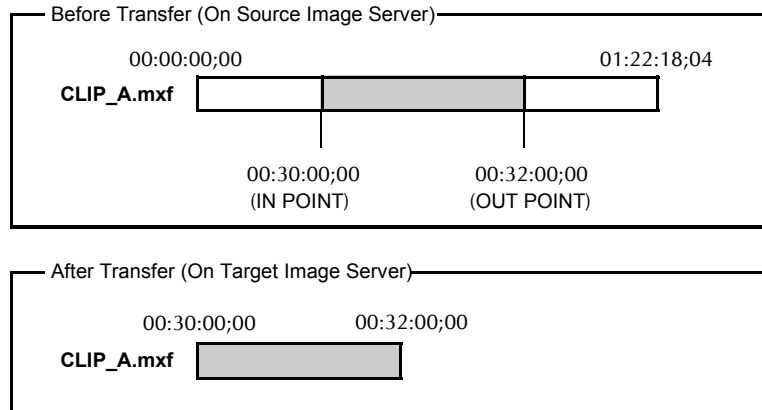 Before Transfer (On Source Image Server)
00:00:00;00 01:22:18;04
CLIP_A.mxf
00:30:00;00 00:32:00;00
(IN POINT) (OUT POINT)
After Transfer (On Target Image Server)
00:30:00;00 00:32:00;00
CLIP_A.mxf